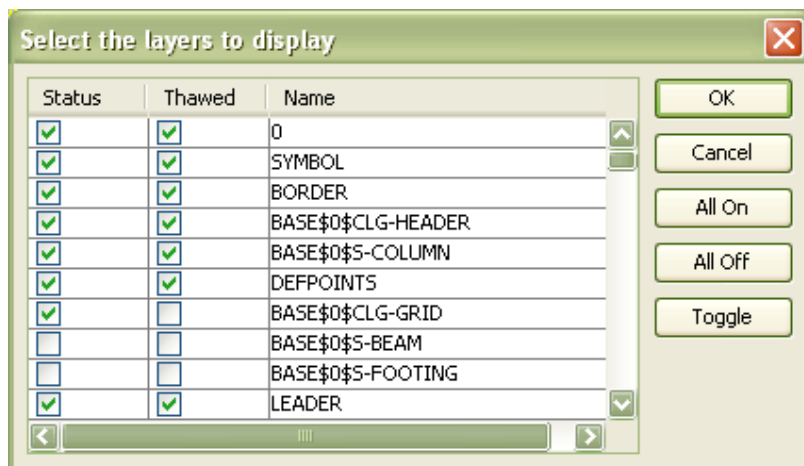 Select the layers to display
Status Thawed Name
0
SYMBOL
BORDER
BASE$0$CLG-HEADER
BASE$0$S-COLUMN
DEFPOINTS
BASE$0$CLG-GRID
BASE$0$S-BEAM
BASE$0$S-FOOTING
LEADER
OK
Cancel
All On
All Off
Toggle